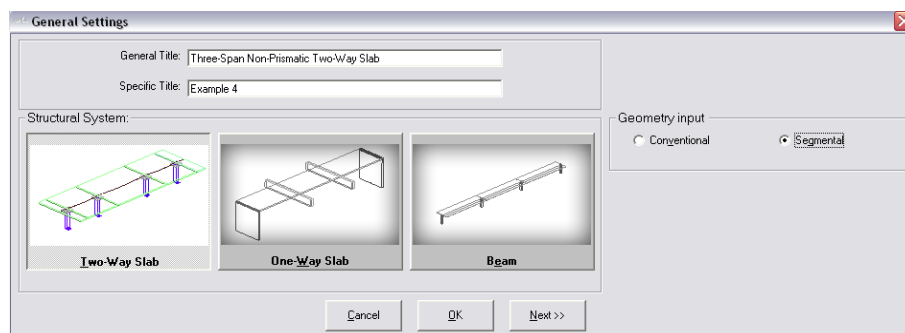 General Settings
General Title: Three-Span Non-Prismatic Two-Way Slab
Specific Title: Example 4
Structural System:
Geometry input
Conventional Segmental
Two-Way Slab One-Way Slab Beam
Cancel OK Next >>